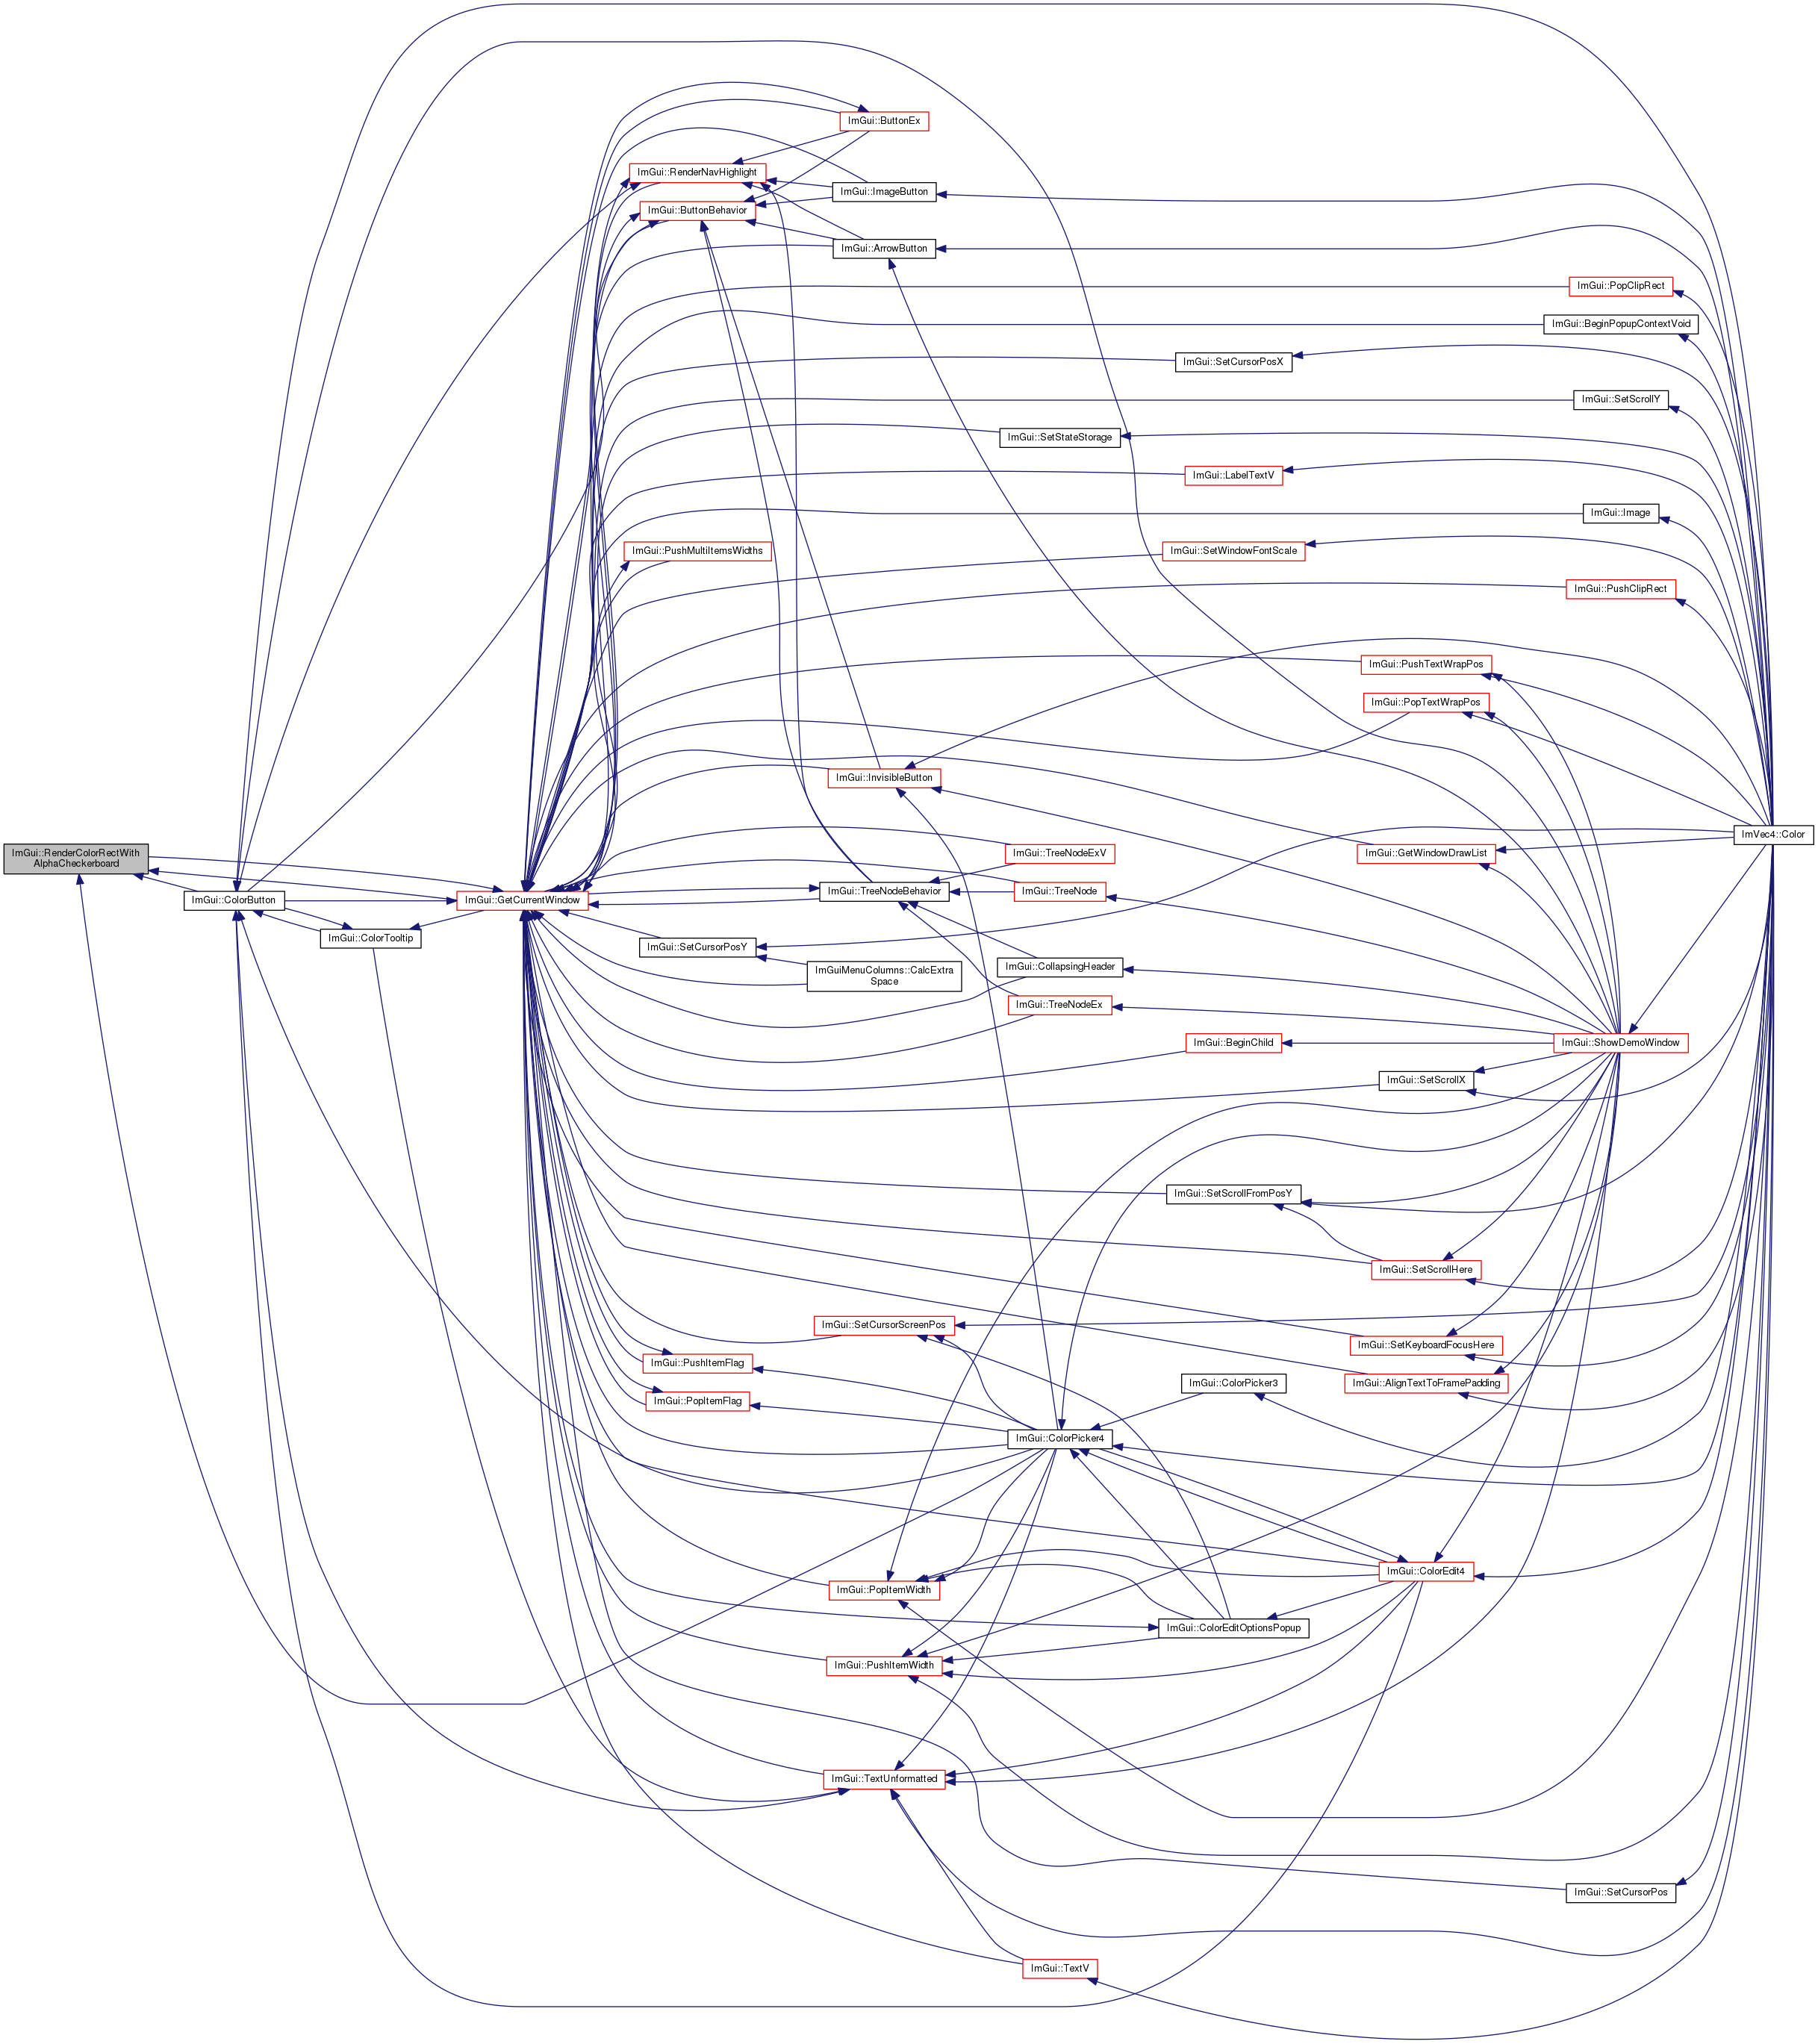 ImGui::ButtonEx
ImGui::RenderNavHighlight
ImGui::ImageButton
ImGui::ButtonBehavior
ImGui::ArrowButton
ImGui::PopClipRect
ImGui::BeginPopupContextVoid
ImGui::SetCursorPosX
ImGui::SetScrollY
ImGui::SetStateStorage
ImGui::LabelTextV
ImGui::Image
ImGui::PushMultiItemsWidths
ImGui::SetWindowFontScale
ImGui::PushClipRect
ImGui::PushTextWrapPos
ImGui::PopTextWrapPos
ImGui::InvisibleButton
ImVec4::Color
ImGui::RenderColorRectWith
AlphaCheckerboard
ImGui::TreeNodeExV
ImGui::GetWindowDrawList
ImGui::ColorButton
ImGui::GetCurrentWindow
ImGui::TreeNodeBehavior
ImGui::TreeNode
ImGui::ColorTooltip
ImGui::SetCursorPosY
ImGui::CollapsingHeader
ImGuiMenuColumns::CalcExtra
Space
ImGui::TreeNodeEx
ImGui::BeginChild
ImGui::ShowDemoWindow
ImGui::SetScrollX
ImGui::SetScrollFromPosY
ImGui::SetScrollHere
ImGui::SetCursorScreenPos
ImGui::SetKeyboardFocusHere
ImGui::PushItemFlag
ImGui::ColorPicker3
ImGui::AlignTextToFramePadding
ImGui::PopItemFlag
ImGui::ColorPicker4
ImGui::PopItemWidth
ImGui::ColorEdit4
ImGui::ColorEditOptionsPopup
ImGui::PushItemWidth
ImGui::TextUnformatted
ImGui::SetCursorPos
ImGui::TextV